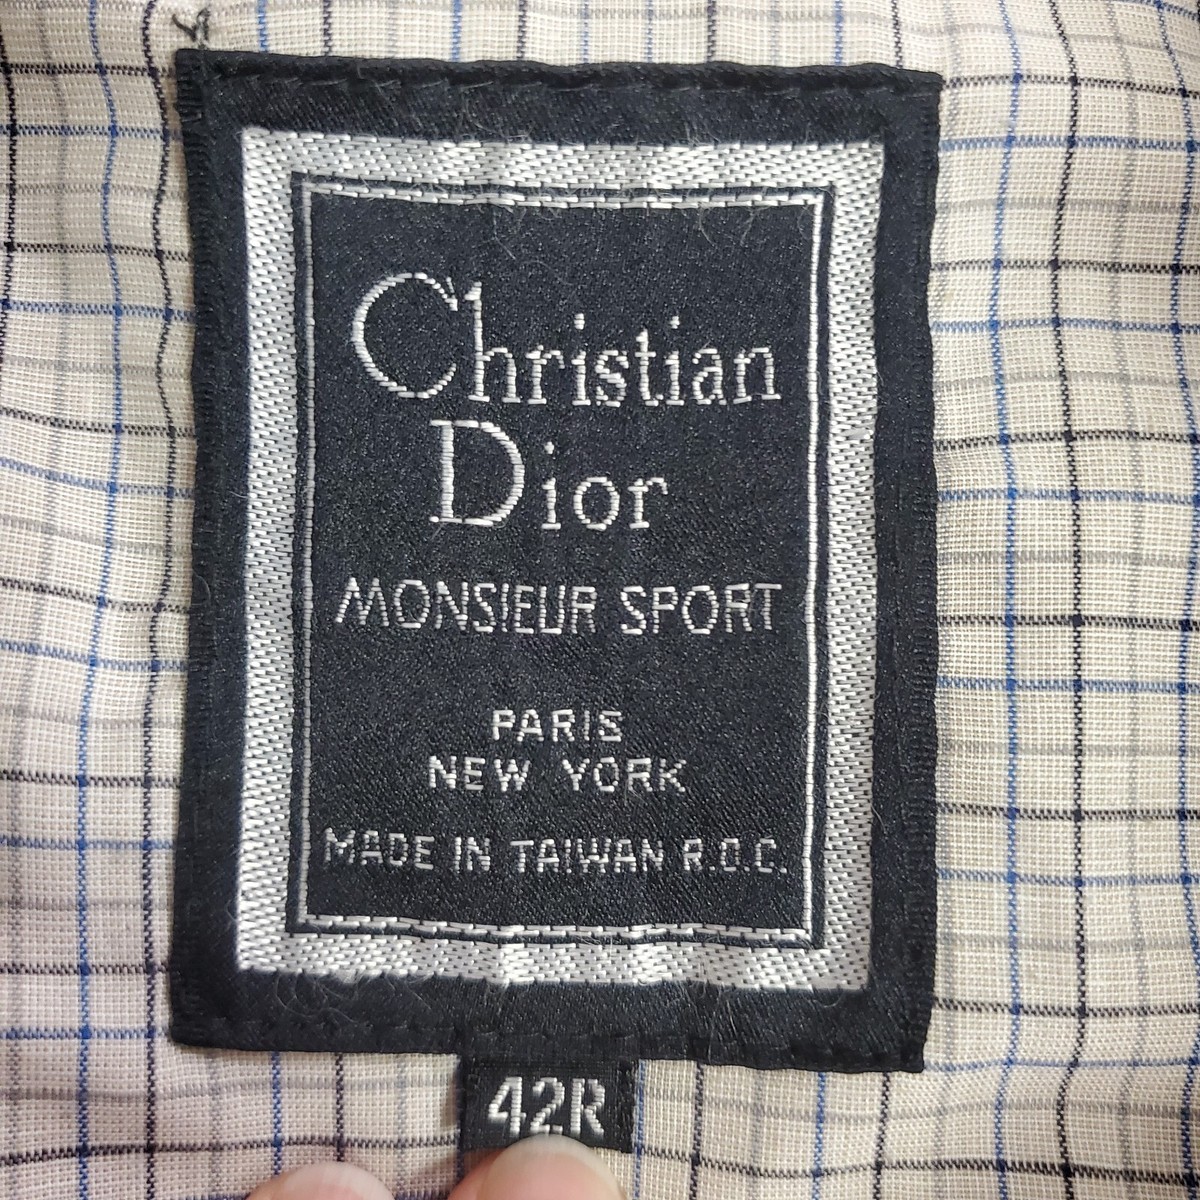 Christian
Dior
MONSIEUR SPORT
PARIS
NEW YORK
MADE IN TAIWAN R.O.C.
42R